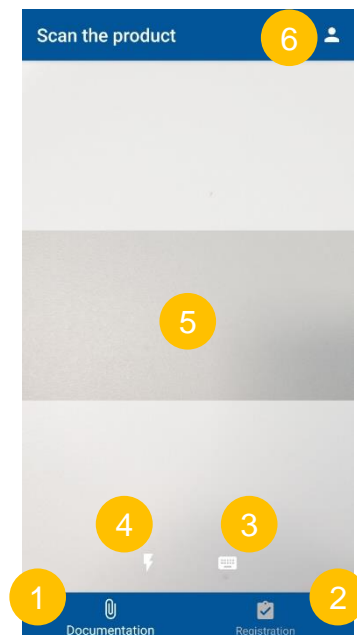 Scan the product
6
5
4
3
1
2
Documentation
Registration